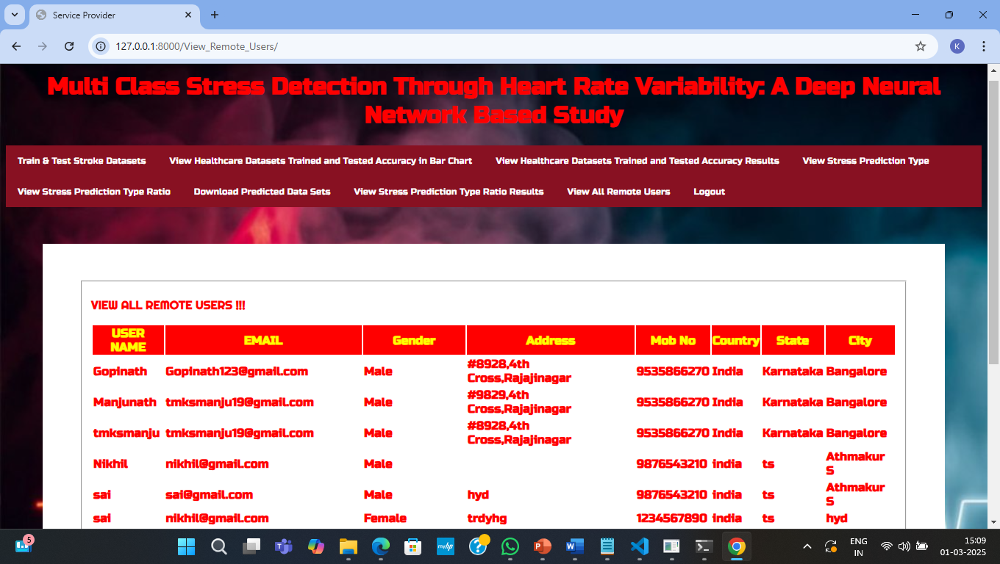 Service Provider
127.0.0.1:8000/View_Remote_Users/
K
Multi Class Stress Detection Through Heart Rate Variability: A Deep Neural
Network Based Study
Train & Test Stroke Datasets View Healthcare Datasets Trained and Tested Accuracy in Bar Chart View Healthcare Datasets Trained and Tested Accuracy Results View Stress Prediction Type
View Stress Prediction Type Ratio Download Predicted Data Sets View Stress Prediction Type Ratio Results View All Remote Users Logout
VIEW ALL REMOTE USERS !!!
USER NAME EMAIL Gender Address Mob No Country State City
Gopinath Gopinath123@gmail.com Male #8928,4th Cross,Rajajinagar 9535866270 India Karnataka Bangalore
Manjunath tmksmanju19@gmail.com Male #9829,4th Cross,Rajajinagar 9535866270 India Karnataka Bangalore
tmksmanju tmksmanju19@gmail.com Male #8928,4th Cross,Rajajinagar 9535866270 India Karnataka Bangalore
Nikhil nikhil@gmail.com Male 9876543210 india ts Athmakur S
sai sai@gmail.com Male hyd 9876543210 india ts Athmakur S
sai nikhil@gmail.com Female trdyhg 1234567890 india ts hyd
5
myhp
ENG
IN
15:09
01-03-2025